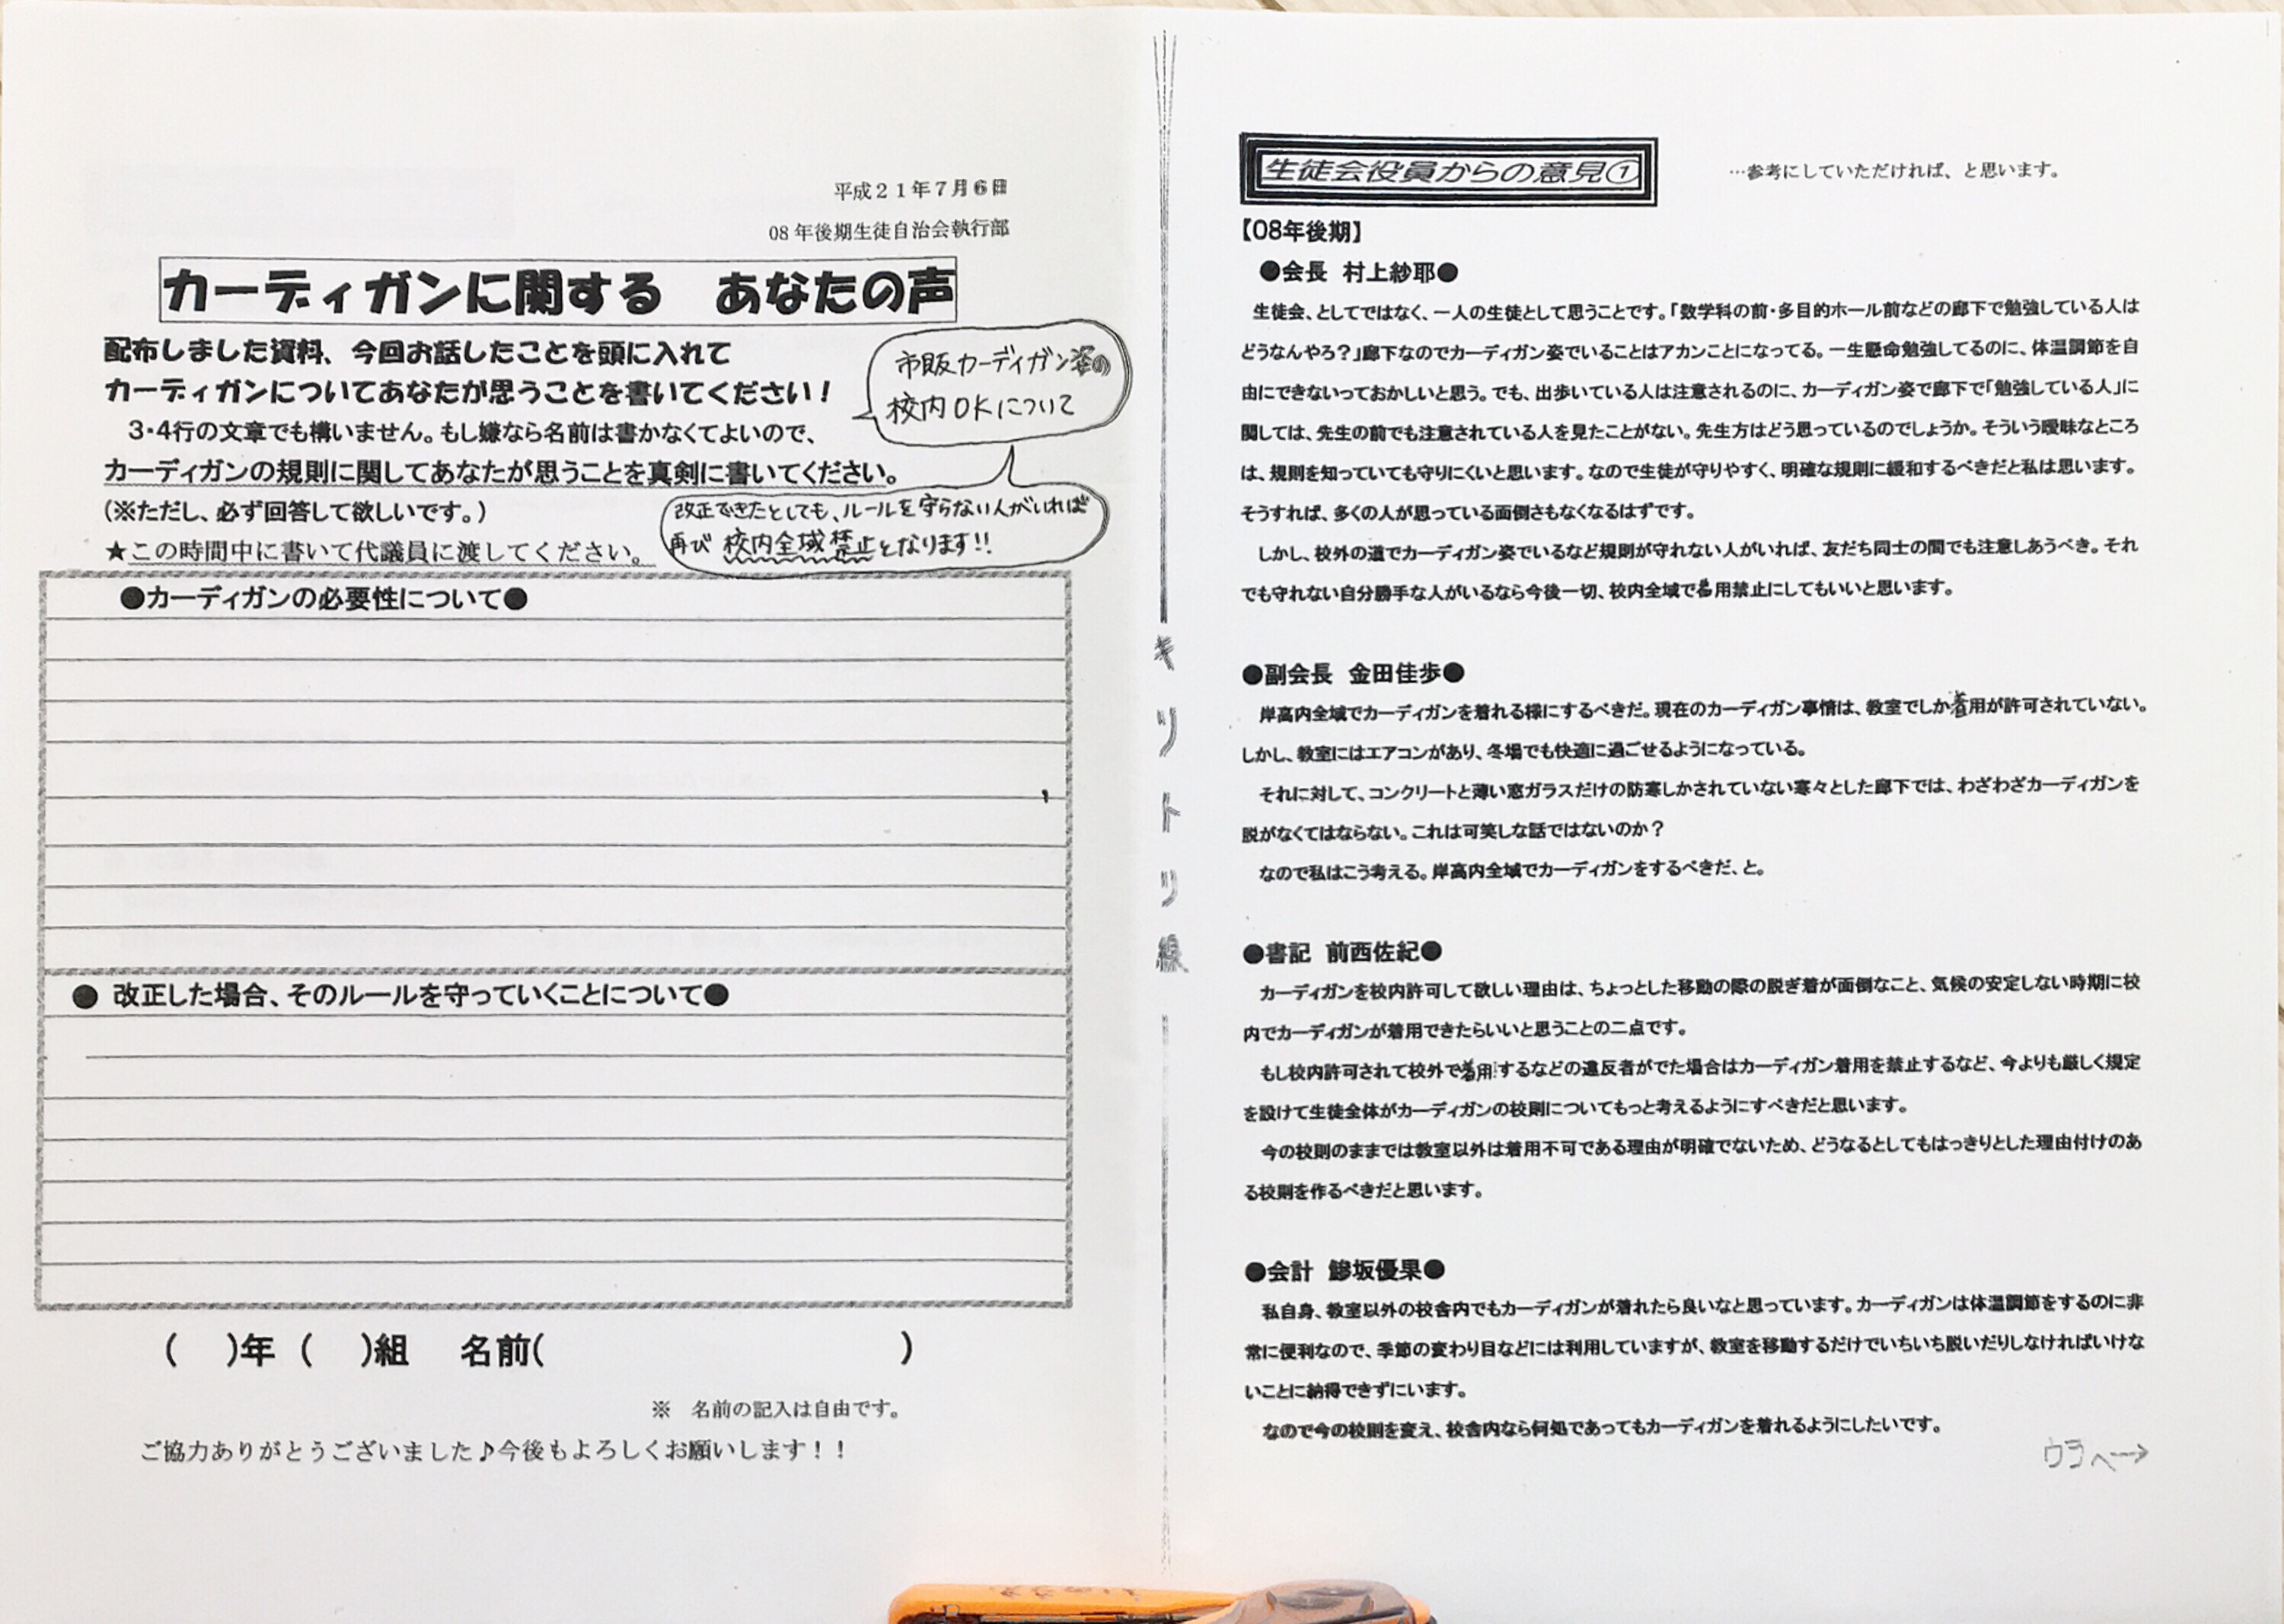 平成21年7月6日
08年後期生徒自治会執行部
カーディガンに関する あなたの声
配布しました資料、今回お話したことを頭に入れて
カーディガンについてあなたが思うことを書いてください！
3・4行の文章でも構いません。もし嫌なら名前は書かなくてよいので、
カーディガンの規則に関してあなたが思うことを真剣に書いてください。
(※ただし、必ず回答して欲しいです。)
★この時間中に書いて代議員に渡してください。
市販カーディガン姿の
校内OKについて
改正できたとしても、ルールを守らない人がいれば
再び 校内全域禁止となります!!
●カーディガンの必要性について●
● 改正した場合、そのルールを守っていくことについて●
( )年 ( )組 名前( )
※ 名前の記入は自由です。
ご協力ありがとうございました♪今後もよろしくお願いします！！
キリトリ線
生徒会役員からの意見①
…参考にしていただければ、と思います。
【08年後期】
●会長 村上紗耶●
生徒会、としてではなく、一人の生徒として思うことです。「数学科の前・多目的ホール前などの廊下で勉強している人は
どうなんやろ？」廊下なのでカーディガン姿でいることはアカンことになってる。一生懸命勉強してるのに、体温調節を自
由にできないっておかしいと思う。でも、出歩いている人は注意されるのに、カーディガン姿で廊下で「勉強している人」に
関しては、先生の前でも注意されている人を見たことがない。先生方はどう思っているのでしょうか。そういう曖昧なところ
は、規則を知っていても守りにくいと思います。なので生徒が守りやすく、明確な規則に緩和するべきだと私は思います。
そうすれば、多くの人が思っている面倒さもなくなるはずです。
しかし、校外の道でカーディガン姿でいるなど規則が守れない人がいれば、友だち同士の間でも注意しあうべき。それ
でも守れない自分勝手な人がいるなら今後一切、校内全域で着用禁止にしてもいいと思います。
●副会長 金田佳歩●
岸高内全域でカーディガンを着れる様にするべきだ。現在のカーディガン事情は、教室でしか着用が許可されていない。
しかし、教室にはエアコンがあり、冬場でも快適に過ごせるようになっている。
それに対して、コンクリートと薄い窓ガラスだけの防寒しかされていない寒々とした廊下では、わざわざカーディガンを
脱がなくてはならない。これは可笑しな話ではないのか？
なので私はこう考える。岸高内全域でカーディガンをするべきだ、と。
●書記 前西佐紀●
カーディガンを校内許可して欲しい理由は、ちょっとした移動の際の脱ぎ着が面倒なこと、気候の安定しない時期に校
内でカーディガンが着用できたらいいと思うことの二点です。
もし校内許可されて校外で着用するなどの違反者がでた場合はカーディガン着用を禁止するなど、今よりも厳しく規定
を設けて生徒全体がカーディガンの校則についてもっと考えるようにすべきだと思います。
今の校則のままでは教室以外は着用不可である理由が明確でないため、どうなるとしてもはっきりとした理由付けのあ
る校則を作るべきだと思います。
●会計 鯵坂優果●
私自身、教室以外の校舎内でもカーディガンが着れたら良いなと思っています。カーディガンは体温調節をするのに非
常に便利なので、季節の変わり目などには利用していますが、教室を移動するだけでいちいち脱いだりしなければいけな
いことに納得できずにいます。
なので今の校則を変え、校舎内なら何処であってもカーディガンを着れるようにしたいです。
ウラへ→